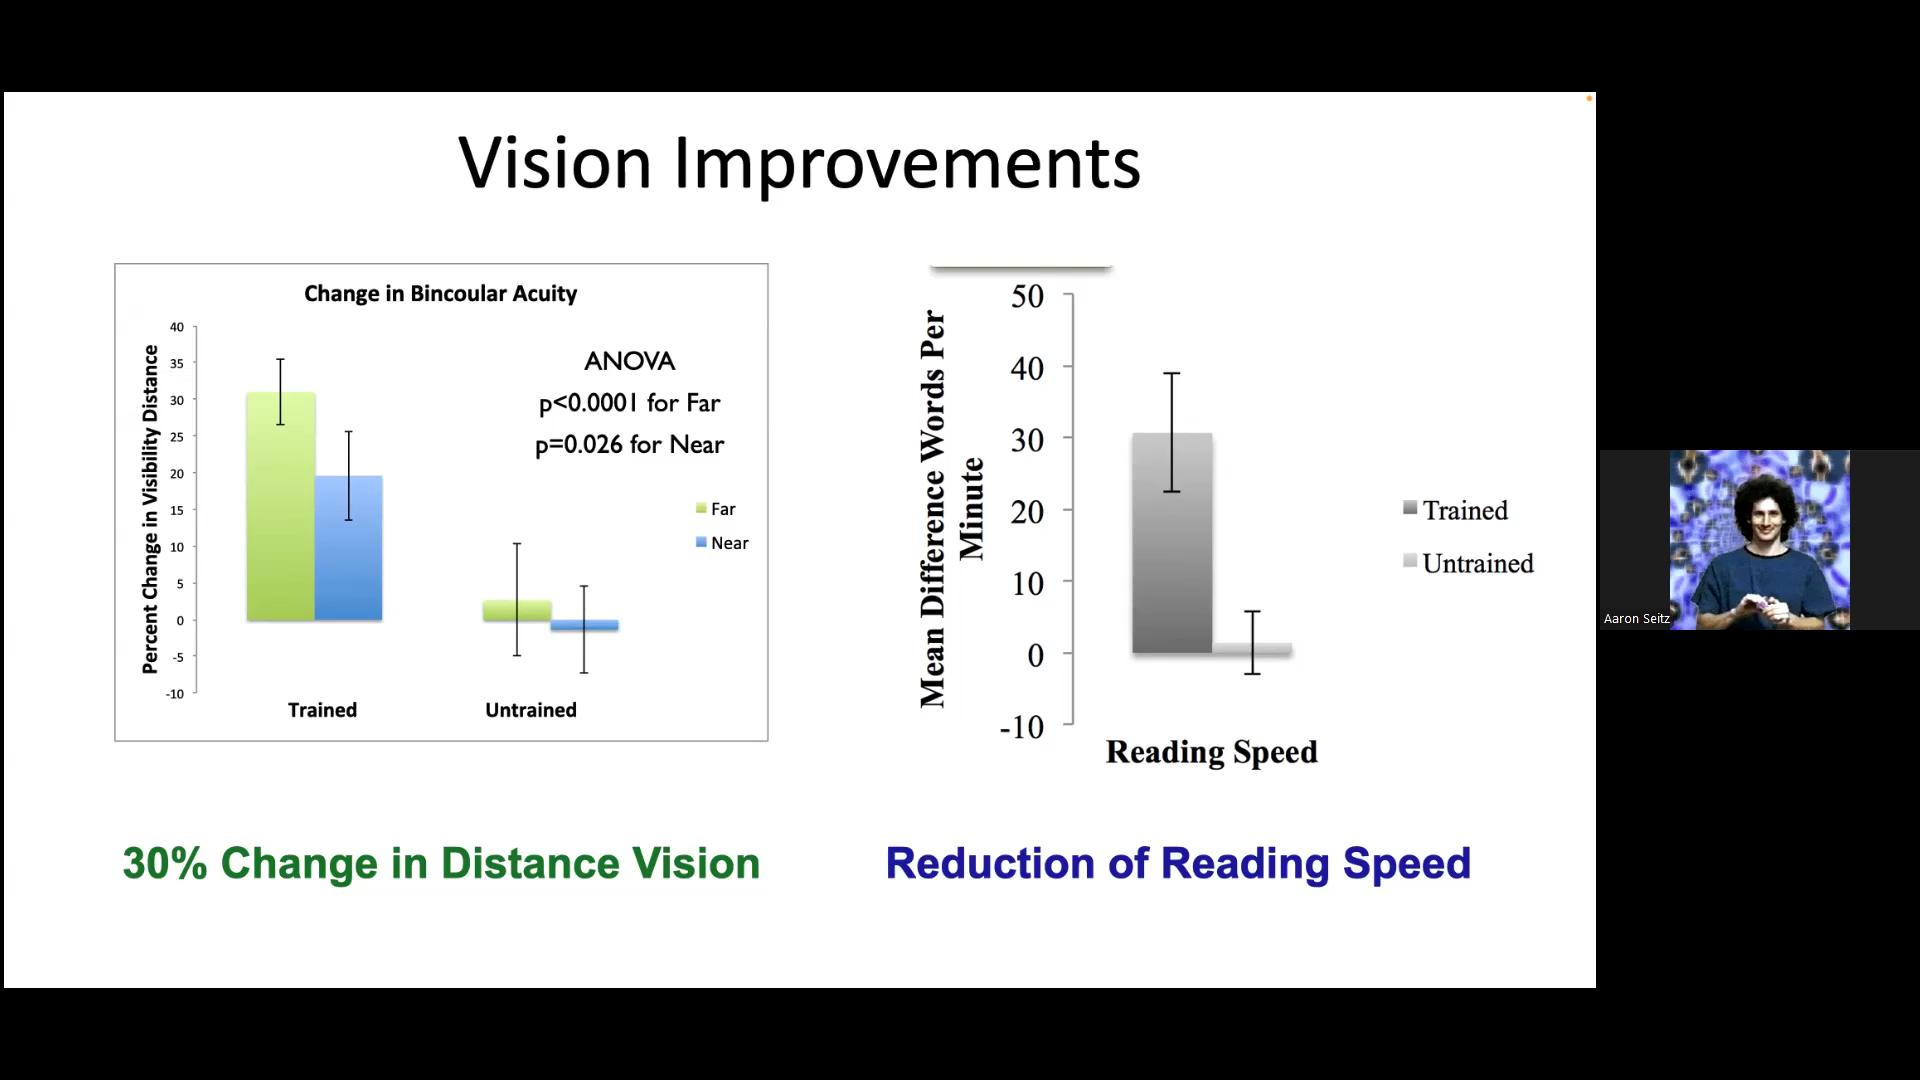 Vision Improvements
Change in Bincoular Acuity
Percent Change in Visibility Distance
40
35
30
25
20
15
10
5
0
-5
-10
ANOVA
p<0.0001 for Far
p=0.026 for Near
Far
Near
Trained
Untrained
30% Change in Distance Vision
Mean Difference Words Per
Minute
50
40
30
20
10
0
-10
Trained
Untrained
Reading Speed
Reduction of Reading Speed
Aaron Seitz